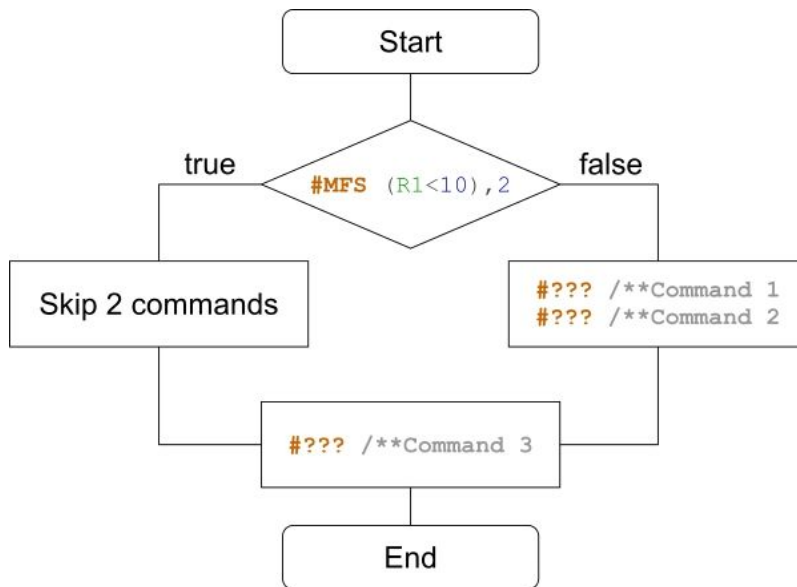 Start
true
false
#MFS (R1<10),2
Skip 2 commands
#??? /**Command 1
#??? /**Command 2
#??? /**Command 3
End